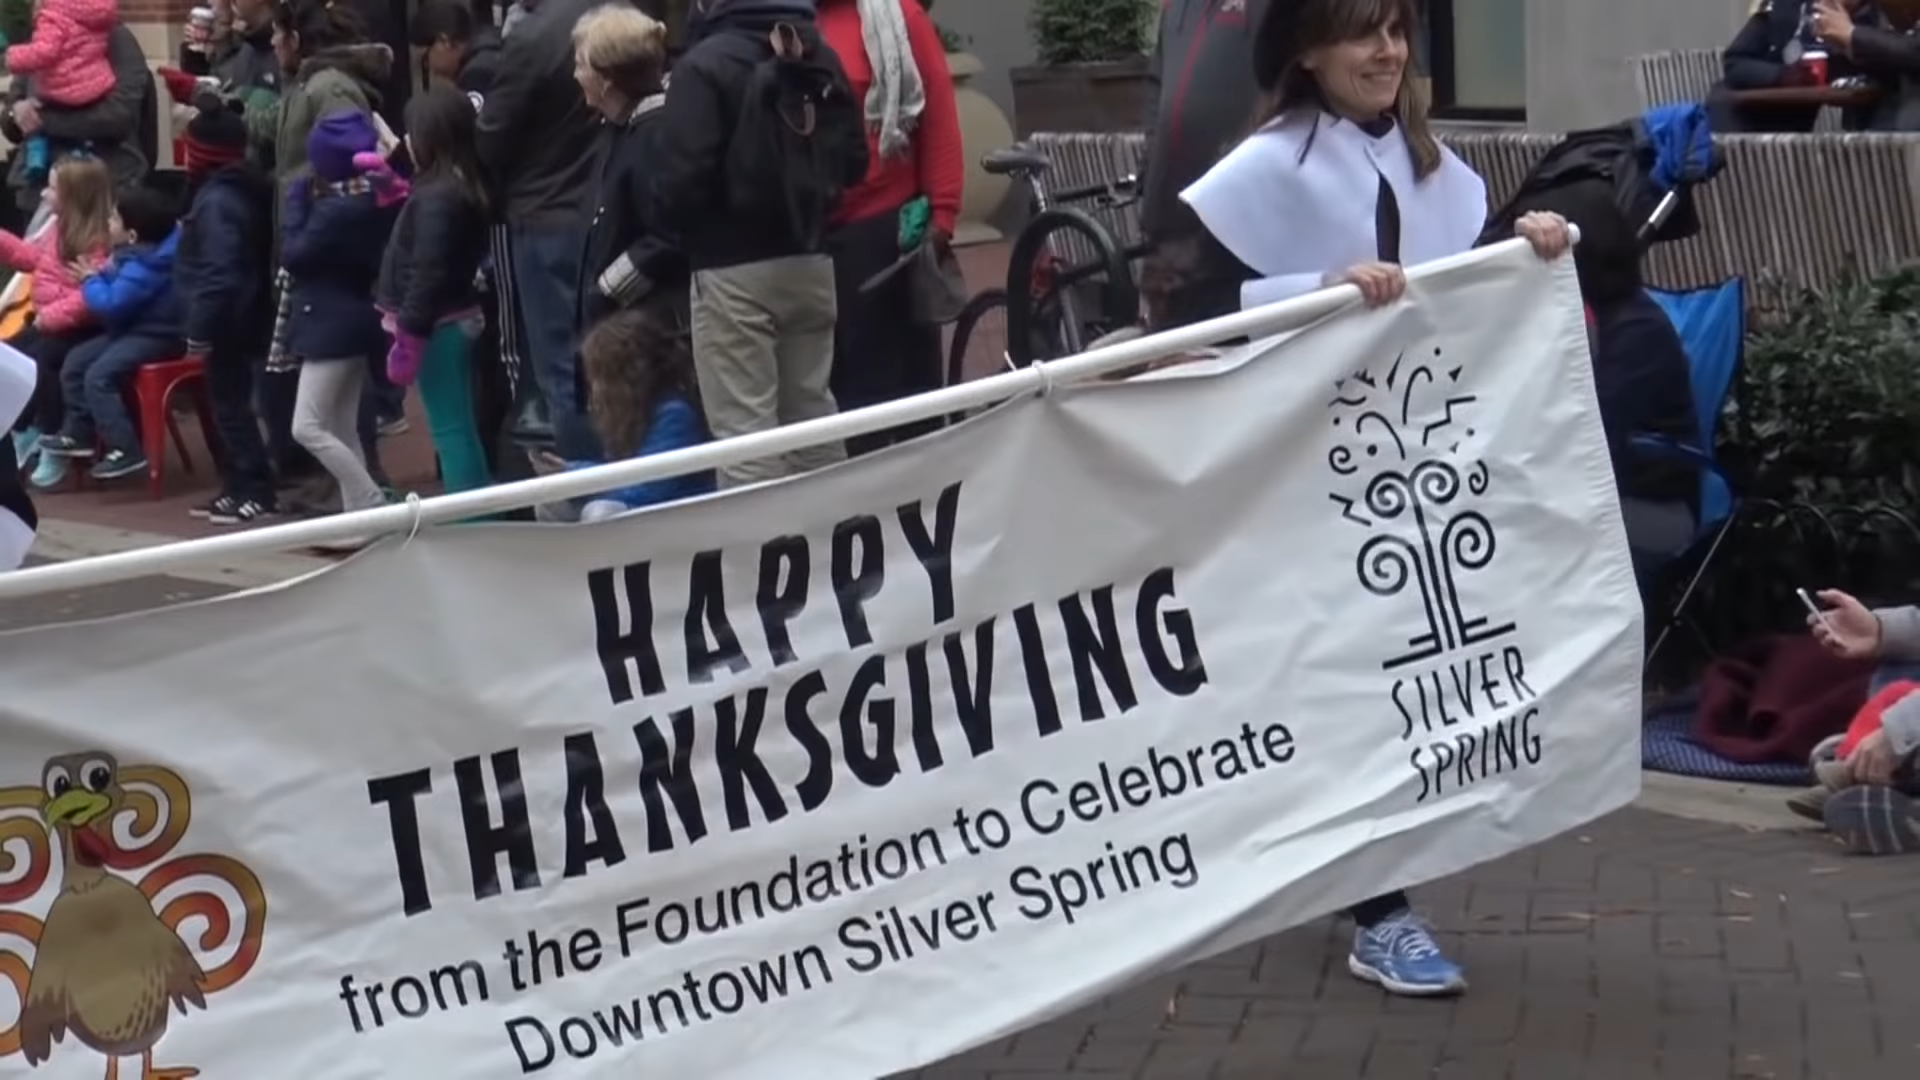 HAPPY
THANKSGIVING
from the Foundation to Celebrate
Downtown Silver Spring
SILVER
SPRING